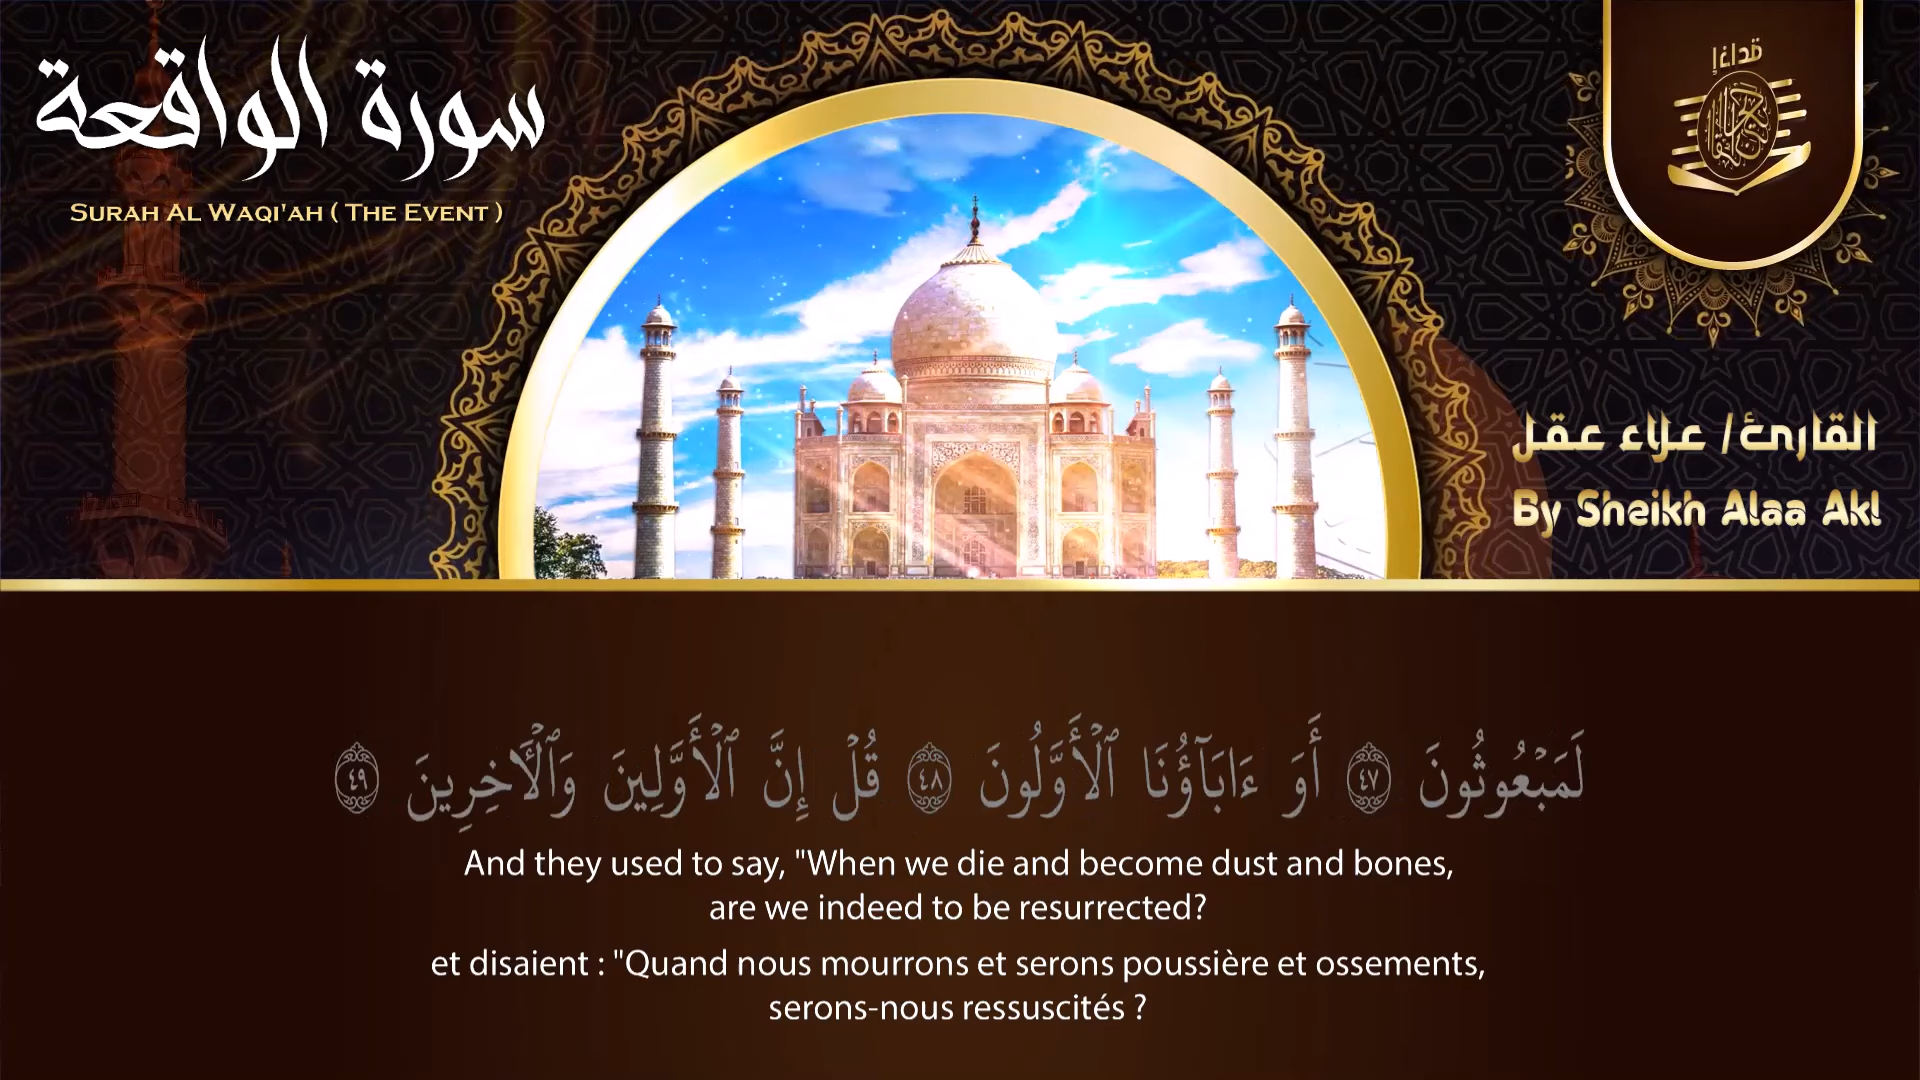 سورة الواقعة
SURAH AL WAQI'AH ( THE EVENT )
القارئ/ علاء عقل
By Sheikh Alaa Akl
لَمَبۡعُوثُونَ ٤٧ أَوَ ءَابَآؤُنَا ٱلۡأَوَّلُونَ ٤٨ قُلۡ إِنَّ ٱلۡأَوَّلِينَ وَٱلۡأٓخِرِينَ ٤٩
And they used to say, "When we die and become dust and bones,
are we indeed to be resurrected?
et disaient : "Quand nous mourrons et serons poussière et ossements,
serons-nous ressuscités ?